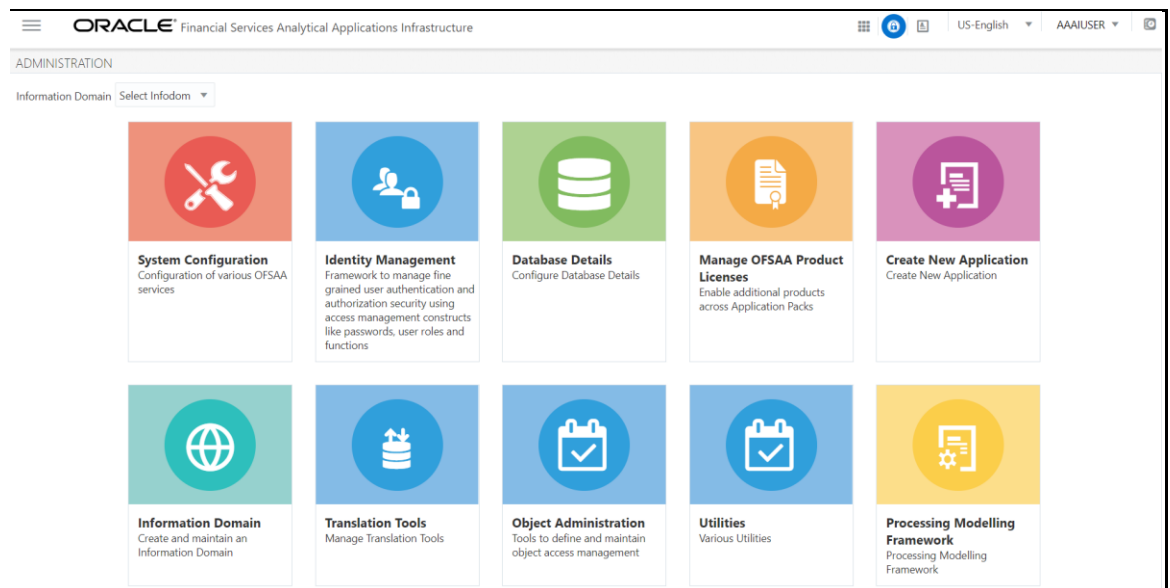 ORACLE® Financial Services Analytical Applications Infrastructure
US-English
AAAIUSER
ADMINISTRATION
Information Domain Select Infodom
System Configuration
Configuration of various OFSAA
services
Identity Management
Framework to manage fine
grained user authentication and
authorization security using
access management constructs
like passwords, user roles and
functions
Database Details
Configure Database Details
Manage OFSAA Product
Licenses
Enable additional products
across Application Packs
Create New Application
Create New Application
Information Domain
Create and maintain an
Information Domain
Translation Tools
Manage Translation Tools
Object Administration
Tools to define and maintain
object access management
Utilities
Various Utilities
Processing Modelling
Framework
Processing Modelling
Framework